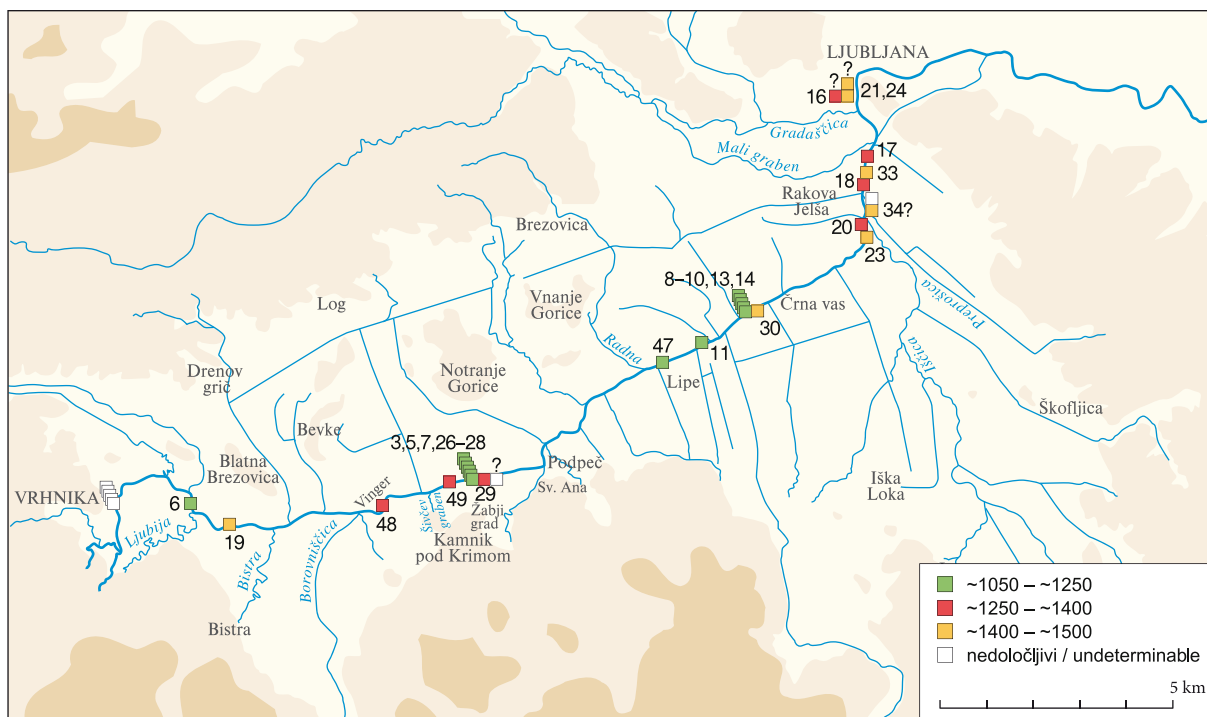 LJUBLJANA
?
?
16
21,24
Gradaščica
Mali graben
17
33
18
Rakova
Jelša
34?
20
23
Brezovica
8–10,13,14
Črna vas
30
Preprošica
Iščica
Vnanje
Gorice
Log
Radna
47
11
Lipe
Drenov
grič
Notranje
Gorice
Škofljica
Bevke
3,5,7,26–28
?
Podpeč
Sv. Ana
Iška
Loka
Blatna
Brezovica
VRHNIKA
6
Ljubija
19
Vinger
48
49
29
Šivčev
graben
Žabji
grad
Kamnik
pod Krimom
Bistra
Borovniščica
Bistra
~1050 – ~1250
~1250 – ~1400
~1400 – ~1500
nedoločljivi / undeterminable
5 km